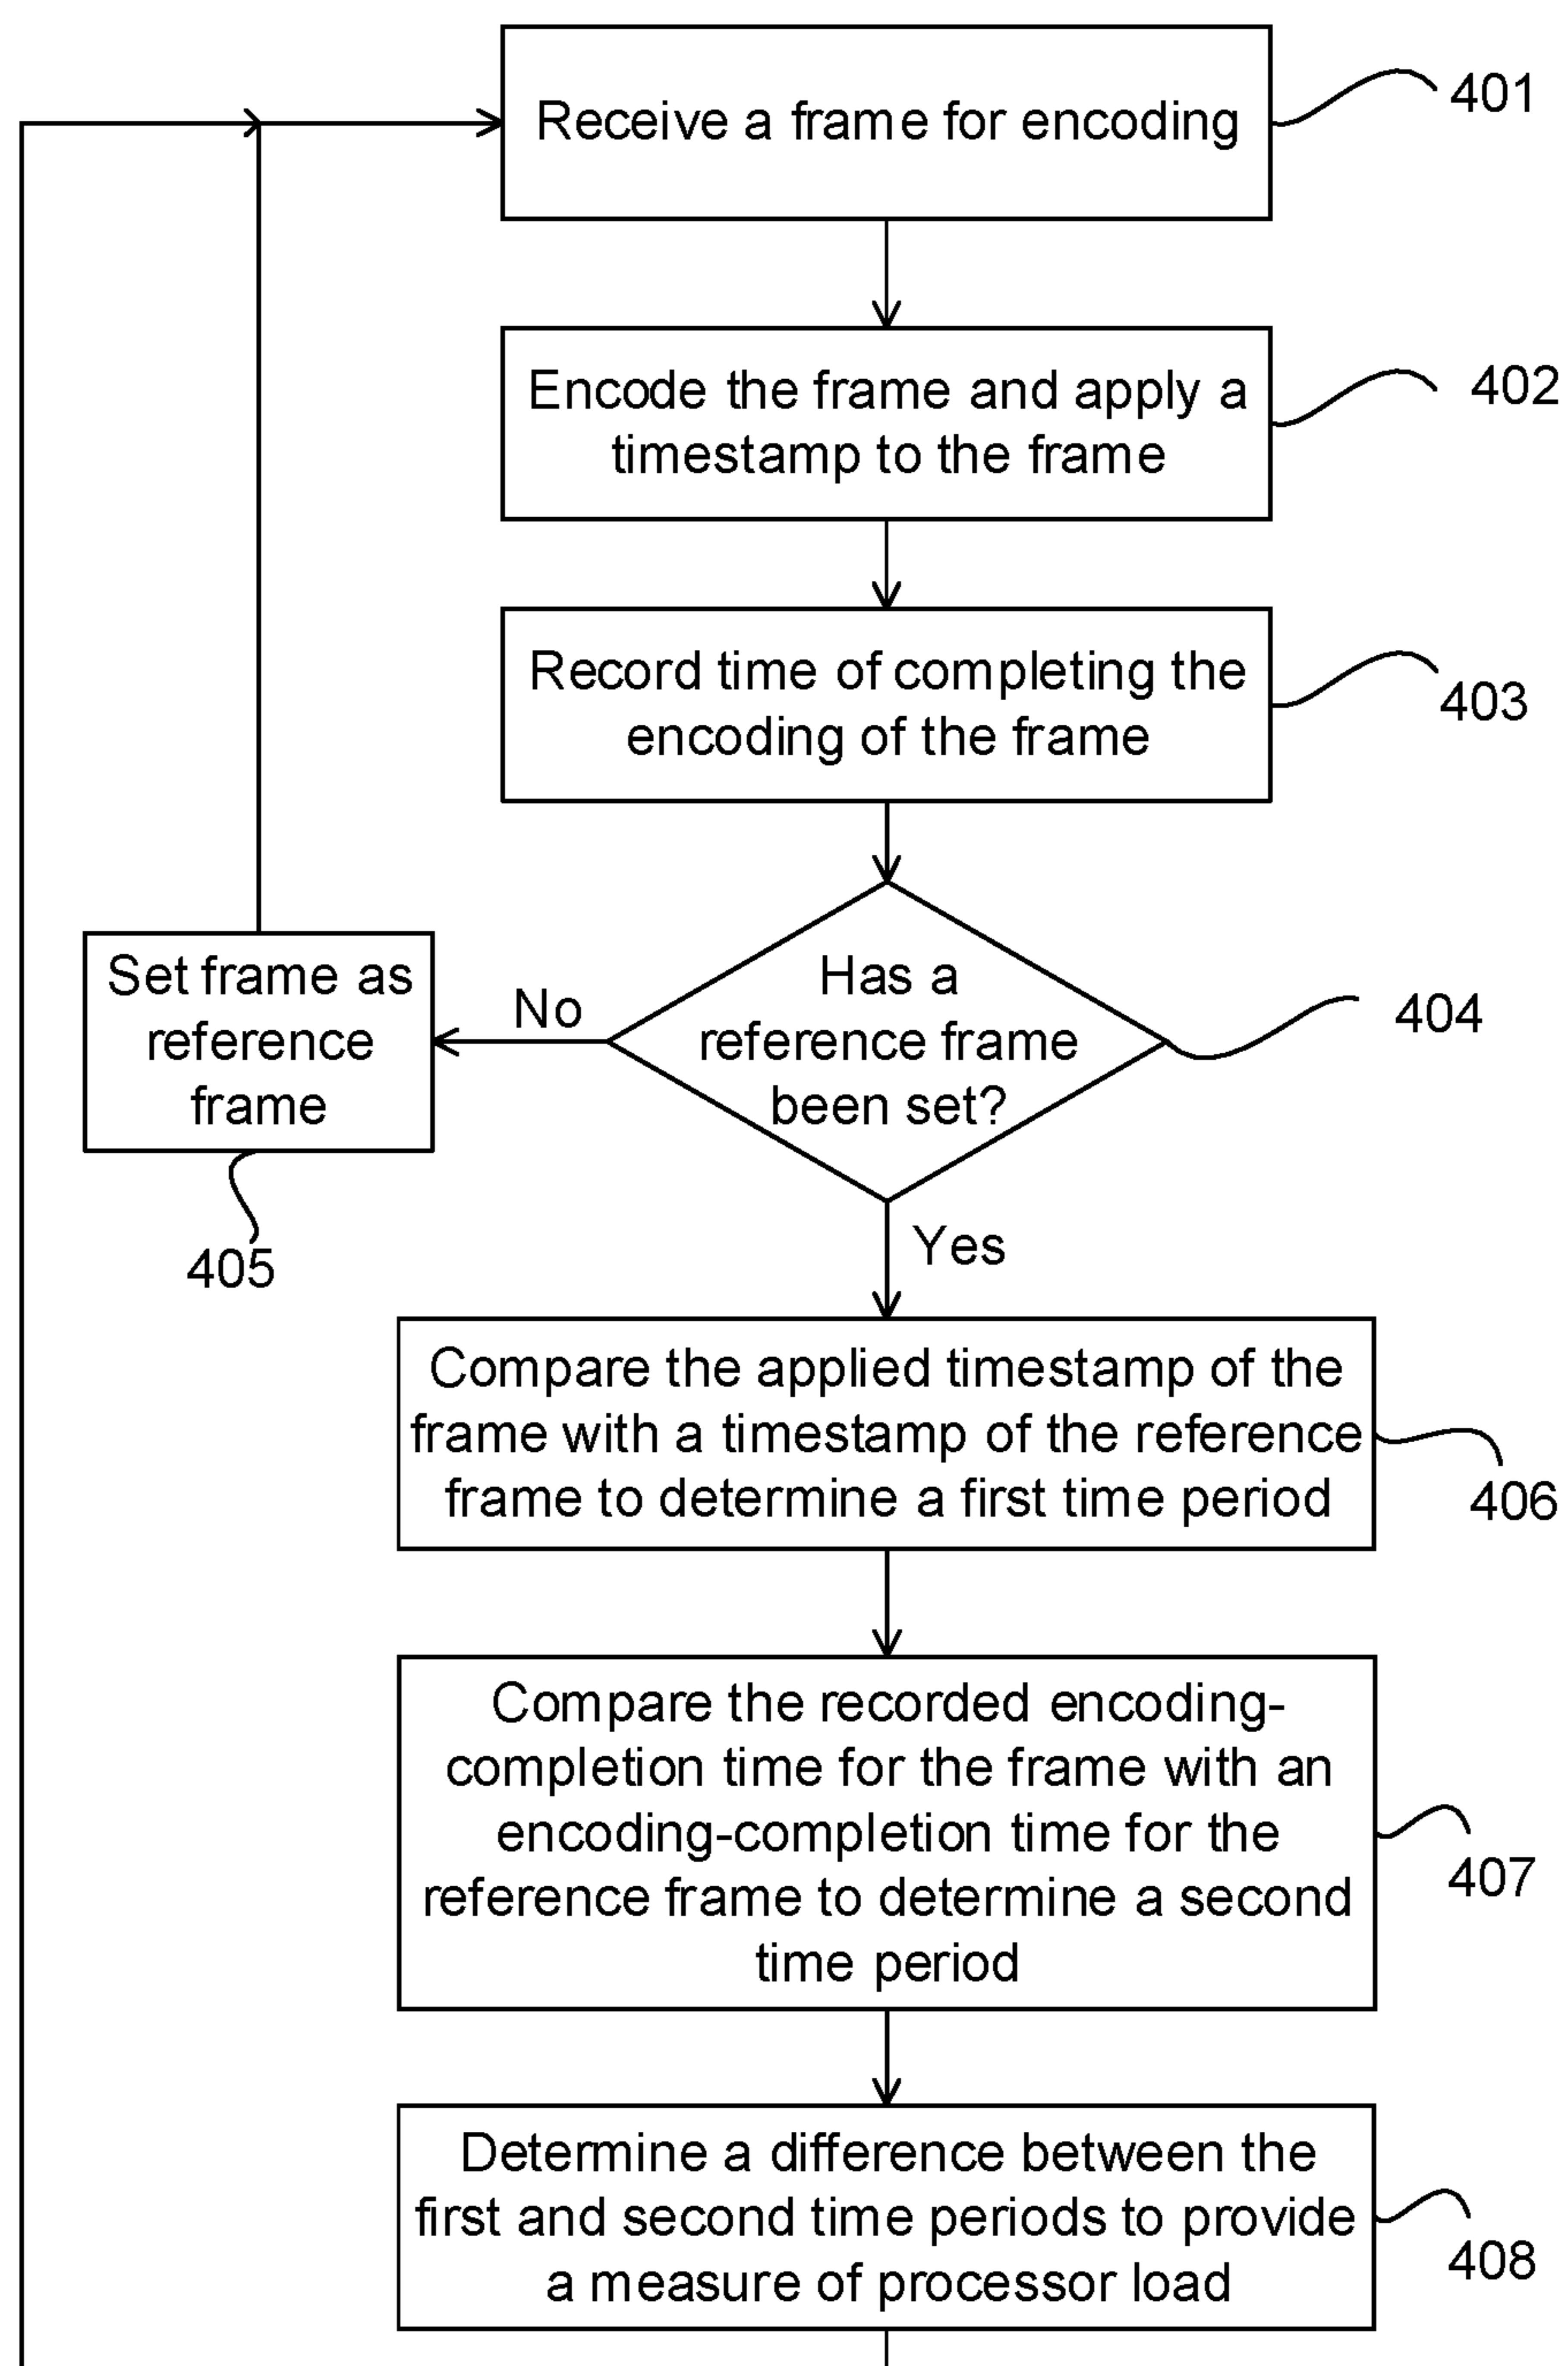 Receive a frame for encoding
401
Encode the frame and apply a
timestamp to the frame
402
Record time of completing the
encoding of the frame
403
Has a
reference frame
been set?
404
No
Set frame as
reference
frame
405
Yes
Compare the applied timestamp of the
frame with a timestamp of the reference
frame to determine a first time period
406
Compare the recorded encoding-
completion time for the frame with an
encoding-completion time for the
reference frame to determine a second
time period
407
Determine a difference between the
first and second time periods to provide
a measure of processor load
408